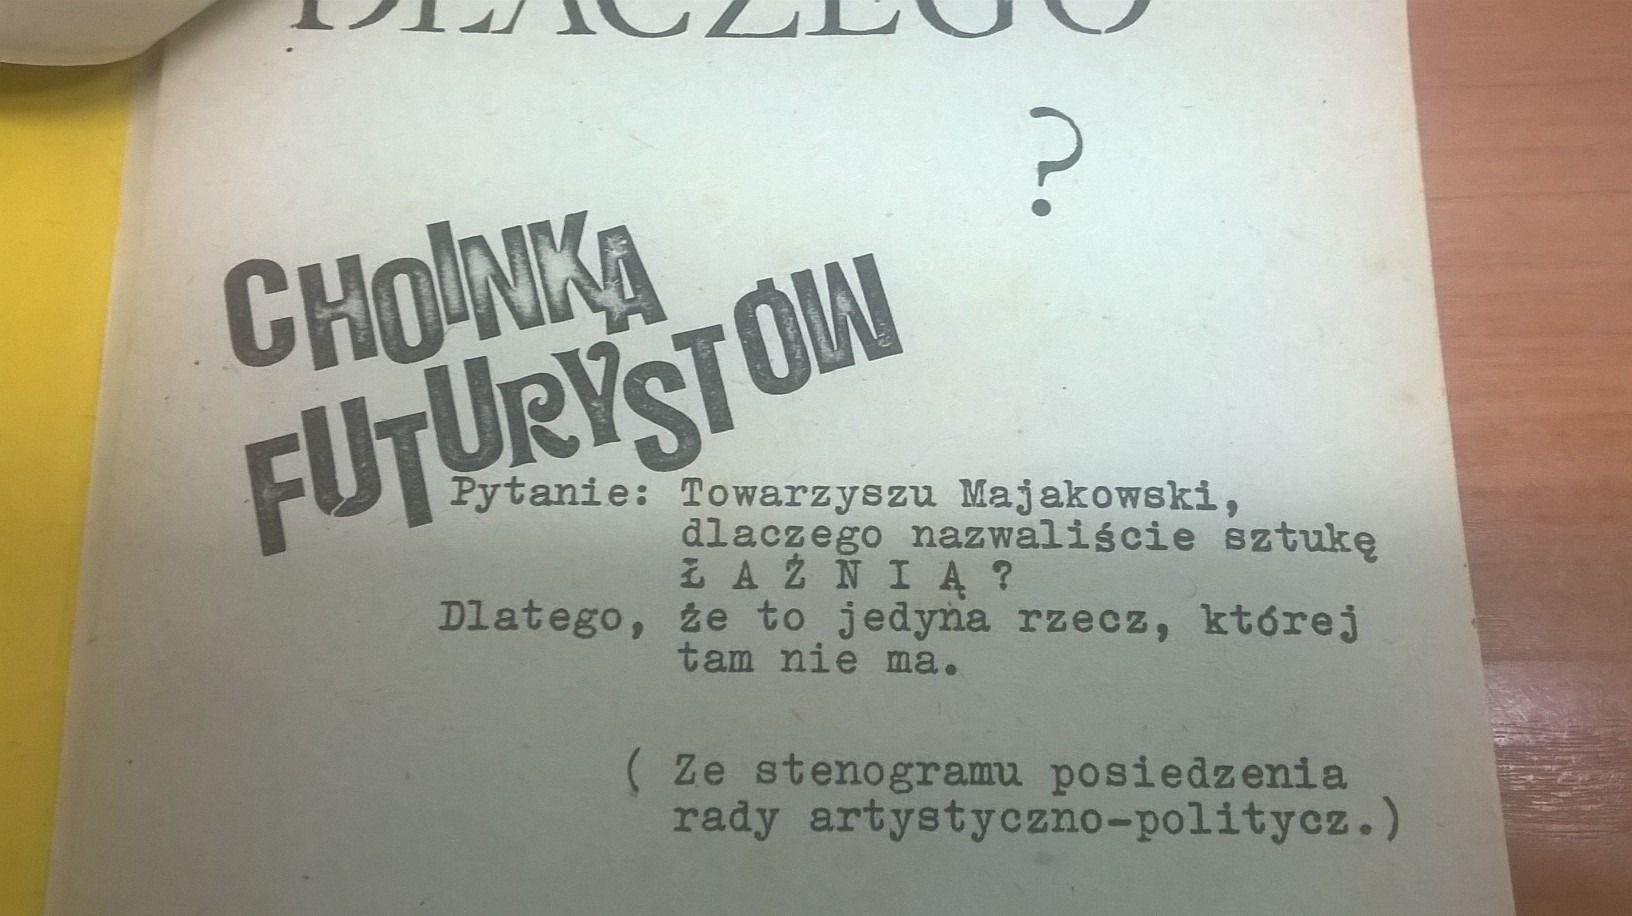 DLACZEGO
?
CHOINKA
FUTURYSTÓW
Pytanie: Towarzyszu Majakowski,
dlaczego nazwaliście sztukę
Ł A Ź N I Ą ?
Dlatego, że to jedyna rzecz, której
tam nie ma.
( Ze stenogramu posiedzenia
rady artystyczno-politycz.)